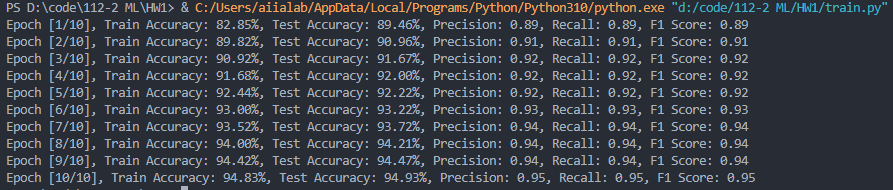 PS D:\code\112-2 ML\HW1> & C:/Users/aiialab/AppData/Local/Programs/Python/Python310/python.exe "d:/code/112-2 ML/HW1/train.py"
Epoch [1/10], Train Accuracy: 82.85%, Test Accuracy: 89.46%, Precision: 0.89, Recall: 0.89, F1 Score: 0.89
Epoch [2/10], Train Accuracy: 89.82%, Test Accuracy: 90.96%, Precision: 0.91, Recall: 0.91, F1 Score: 0.91
Epoch [3/10], Train Accuracy: 90.92%, Test Accuracy: 91.67%, Precision: 0.92, Recall: 0.92, F1 Score: 0.92
Epoch [4/10], Train Accuracy: 91.68%, Test Accuracy: 92.00%, Precision: 0.92, Recall: 0.92, F1 Score: 0.92
Epoch [5/10], Train Accuracy: 92.44%, Test Accuracy: 92.22%, Precision: 0.92, Recall: 0.92, F1 Score: 0.92
Epoch [6/10], Train Accuracy: 93.00%, Test Accuracy: 93.22%, Precision: 0.93, Recall: 0.93, F1 Score: 0.93
Epoch [7/10], Train Accuracy: 93.52%, Test Accuracy: 93.72%, Precision: 0.94, Recall: 0.94, F1 Score: 0.94
Epoch [8/10], Train Accuracy: 94.00%, Test Accuracy: 94.21%, Precision: 0.94, Recall: 0.94, F1 Score: 0.94
Epoch [9/10], Train Accuracy: 94.42%, Test Accuracy: 94.47%, Precision: 0.94, Recall: 0.94, F1 Score: 0.94
Epoch [10/10], Train Accuracy: 94.83%, Test Accuracy: 94.93%, Precision: 0.95, Recall: 0.95, F1 Score: 0.95